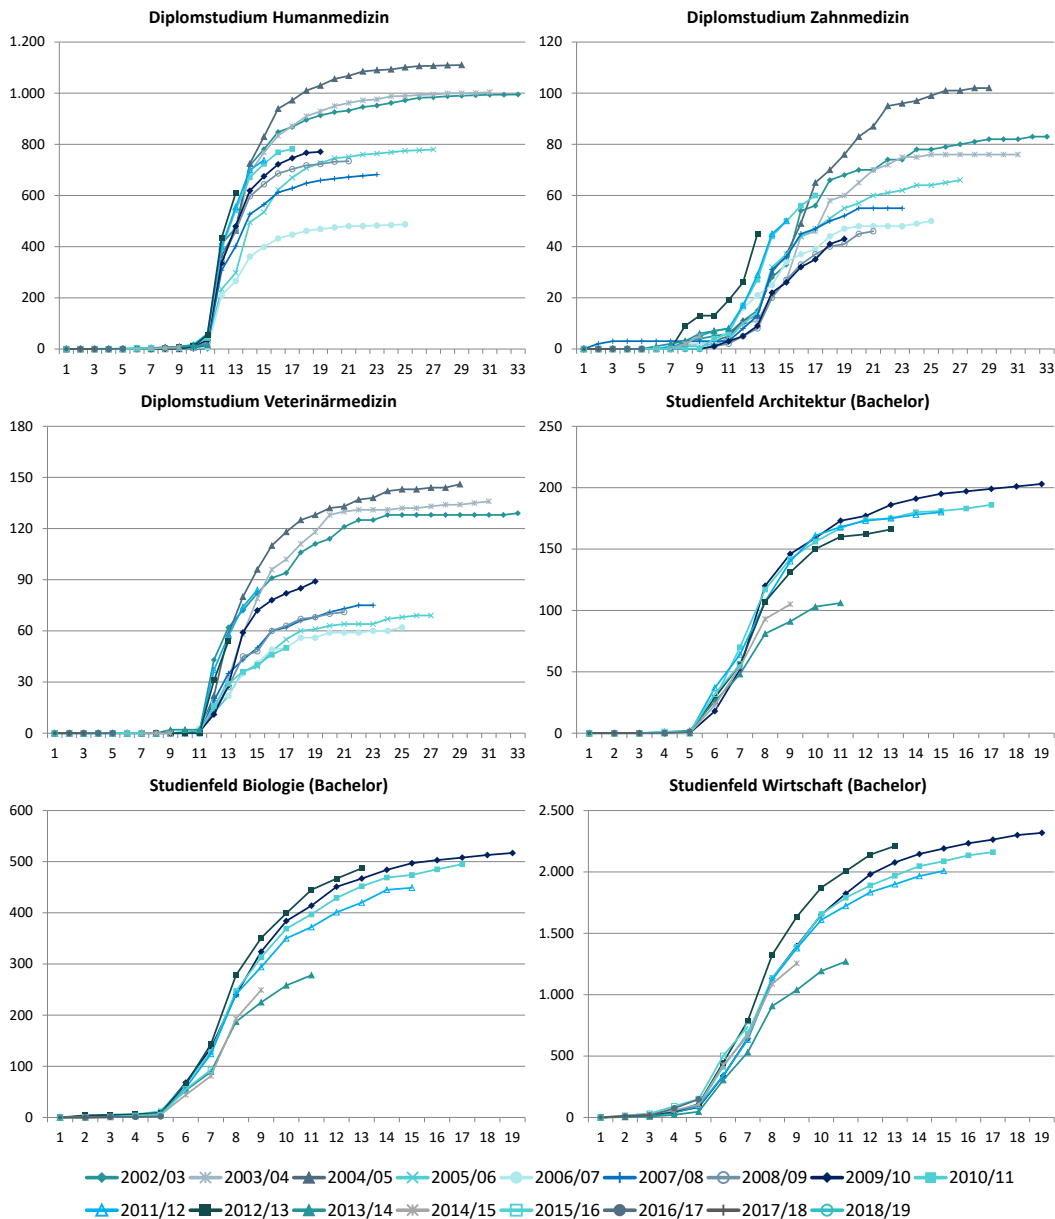 Diplomstudium Humanmedizin
1.200
1.000
800
600
400
200
0
1 3 5 7 9 11 13 15 17 19 21 23 25 27 29 31 33
Diplomstudium Zahnmedizin
120
100
80
60
40
20
0
1 3 5 7 9 11 13 15 17 19 21 23 25 27 29 31 33
Diplomstudium Veterinärmedizin
180
150
120
90
60
30
0
1 3 5 7 9 11 13 15 17 19 21 23 25 27 29 31 33
Studienfeld Architektur (Bachelor)
250
200
150
100
50
0
1 2 3 4 5 6 7 8 9 10 11 12 13 14 15 16 17 18 19
Studienfeld Biologie (Bachelor)
600
500
400
300
200
100
0
1 2 3 4 5 6 7 8 9 10 11 12 13 14 15 16 17 18 19
Studienfeld Wirtschaft (Bachelor)
2.500
2.000
1.500
1.000
500
0
1 2 3 4 5 6 7 8 9 10 11 12 13 14 15 16 17 18 19
2002/03 2003/04 2004/05 2005/06 2006/07 2007/08 2008/09 2009/10 2010/11
2011/12 2012/13 2013/14 2014/15 2015/16 2016/17 2017/18 2018/19